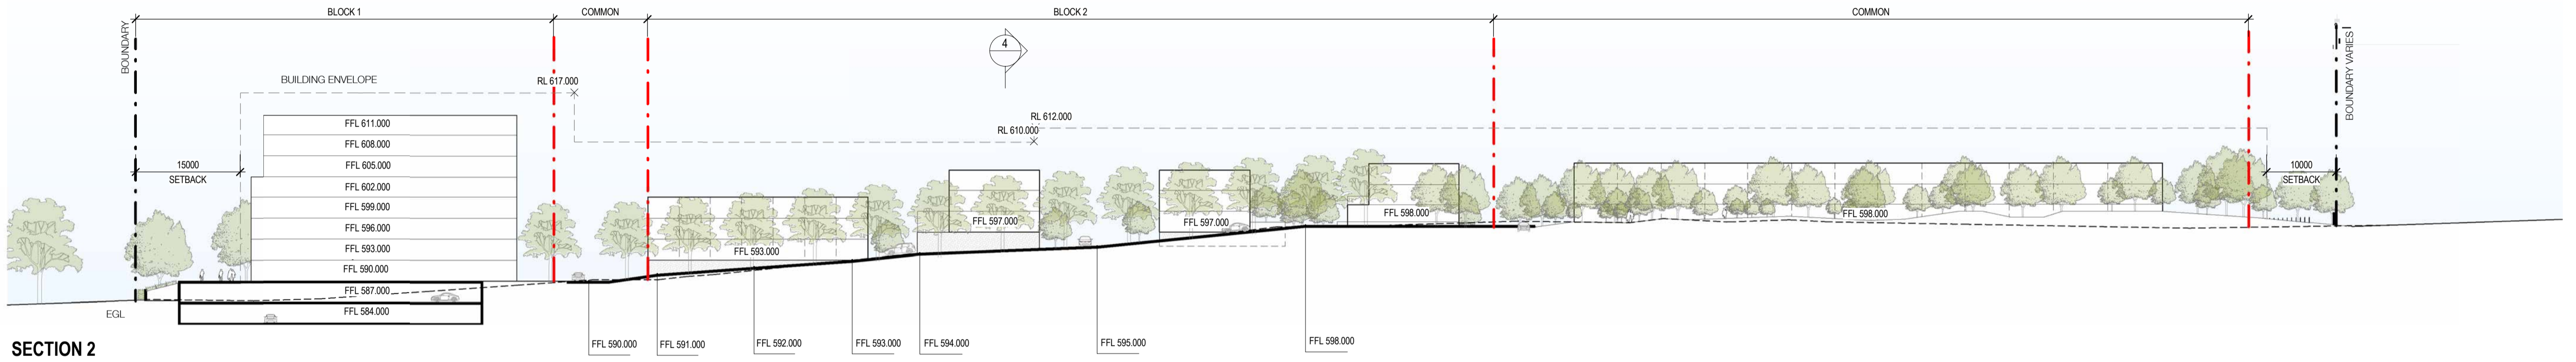 BLOCK 1
COMMON
BLOCK 2
COMMON
BOUNDARY
BOUNDARY VARIES
4
BUILDING ENVELOPE
RL 617.000
RL 612.000
RL 610.000
FFL 611.000
FFL 608.000
FFL 605.000
FFL 602.000
FFL 599.000
FFL 596.000
FFL 593.000
FFL 590.000
FFL 587.000
FFL 584.000
15000
SETBACK
10000
SETBACK
FFL 593.000
FFL 597.000
FFL 597.000
FFL 598.000
FFL 598.000
EGL
FFL 590.000
FFL 591.000
FFL 592.000
FFL 593.000
FFL 594.000
FFL 595.000
FFL 598.000
SECTION 2